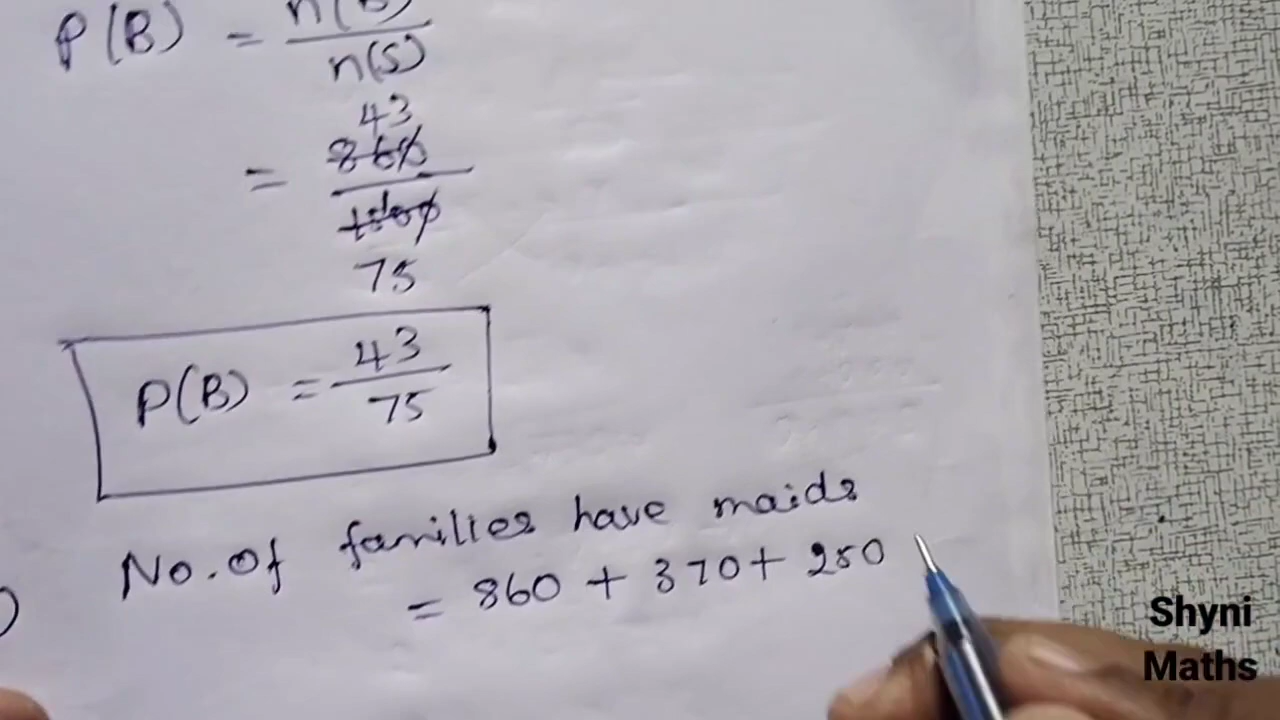 P(B) = n(B)
n(S)
43
= 860
1500
75
P(B) = 43
75
No. of families have maids
= 860 + 370 + 250
Shyni
Maths